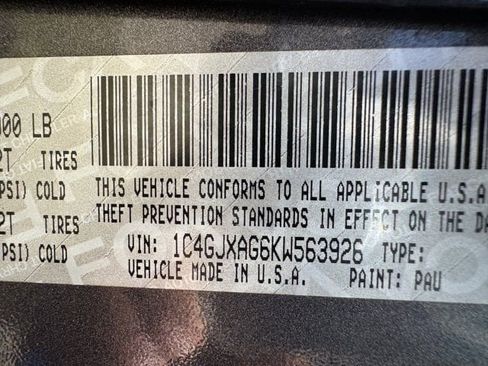 000 LB
2T TIRES
PSI) COLD
2T TIRES
PSI) COLD
THIS VEHICLE CONFORMS TO ALL APPLICABLE U.S.A
THEFT PREVENTION STANDARDS IN EFFECT ON THE DA
VIN: 1C4GJXAG6KW563926 TYPE:
VEHICLE MADE IN U.S.A. PAINT: PAU